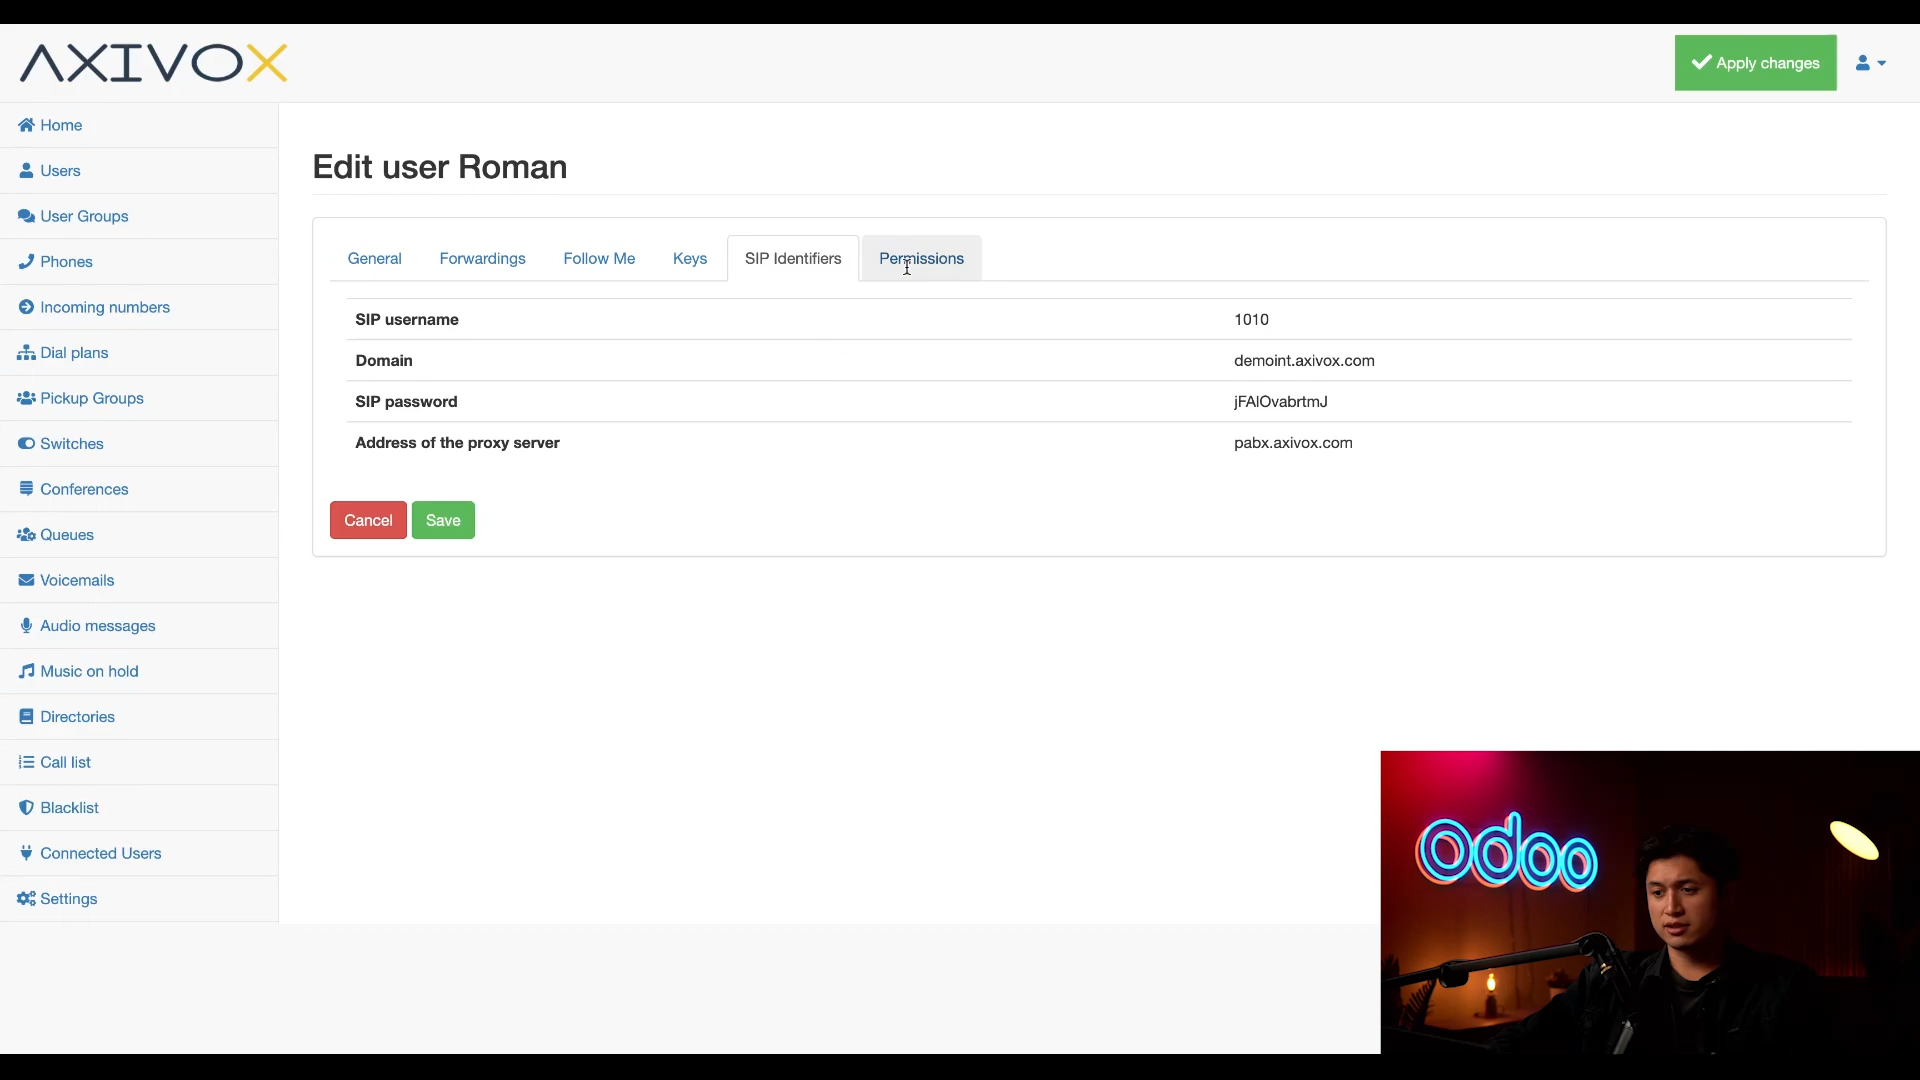 AXIVOX
Apply changes
Home
Users
User Groups
Phones
Incoming numbers
Dial plans
Pickup Groups
Switches
Conferences
Queues
Voicemails
Audio messages
Music on hold
Directories
Call list
Blacklist
Connected Users
Settings
Edit user Roman
General Forwardings Follow Me Keys SIP Identifiers Permissions
SIP username 1010
Domain demoint.axivox.com
SIP password jFAlOvabrtmJ
Address of the proxy server pabx.axivox.com
Cancel Save
odoo